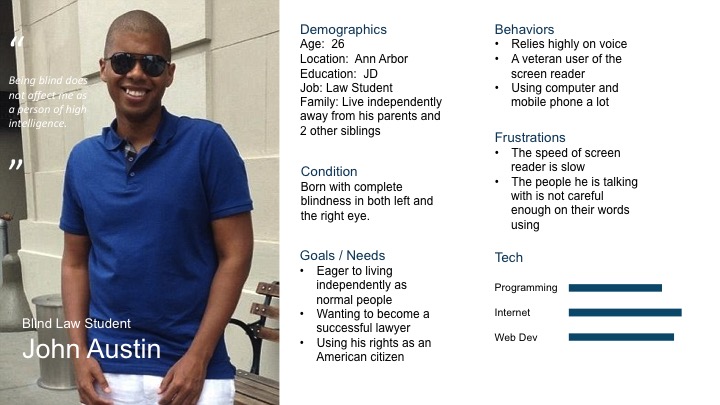 “
Being blind does
not affect me as
a person of high
intelligence.
”
Blind Law Student
John Austin
Demographics
Age: 26
Location: Ann Arbor
Education: JD
Job: Law Student
Family: Live independently
away from his parents and
2 other siblings
Condition
Born with complete
blindness in both left and
the right eye.
Goals / Needs
• Eager to living
independently as
normal people
• Wanting to become a
successful lawyer
• Using his rights as an
American citizen
Behaviors
• Relies highly on voice
• A veteran user of the
screen reader
• Using computer and
mobile phone a lot
Frustrations
• The speed of screen
reader is slow
• The people he is talking
with is not careful
enough on their words
using
Tech
Programming
Internet
Web Dev